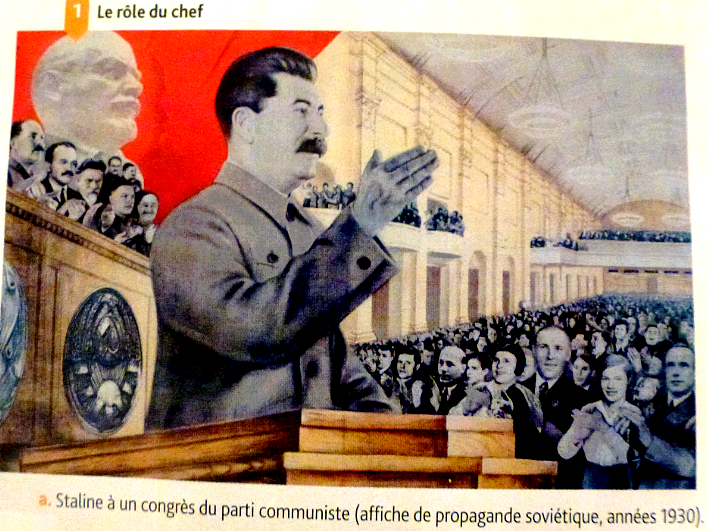 1 Le rôle du chef
a. Staline à un congrès du parti communiste (affiche de propagande soviétique, années 1930).